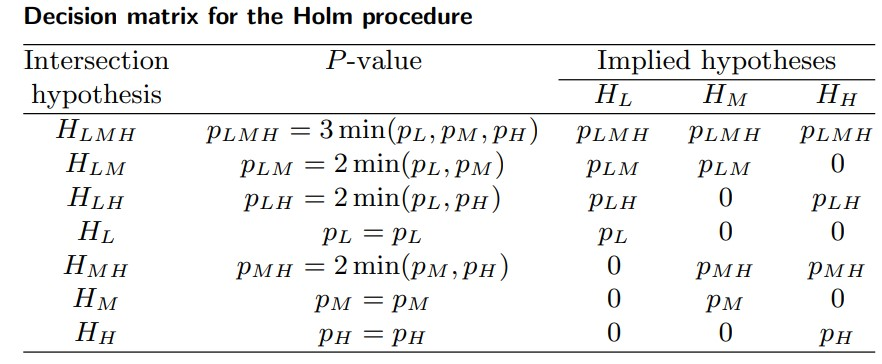 Decision matrix for the Holm procedure
Intersection P-value Implied hypotheses
hypothesis H_L H_M H_H
H_{LMH} p_{LMH} = 3 min(p_L, p_M, p_H) p_{LMH} p_{LMH} p_{LMH}
H_{LM} p_{LM} = 2 min(p_L, p_M) p_{LM} p_{LM} 0
H_{LH} p_{LH} = 2 min(p_L, p_H) p_{LH} 0 p_{LH}
H_L p_L = p_L p_L 0 0
H_{MH} p_{MH} = 2 min(p_M, p_H) 0 p_{MH} p_{MH}
H_M p_M = p_M 0 p_M 0
H_H p_H = p_H 0 0 p_H